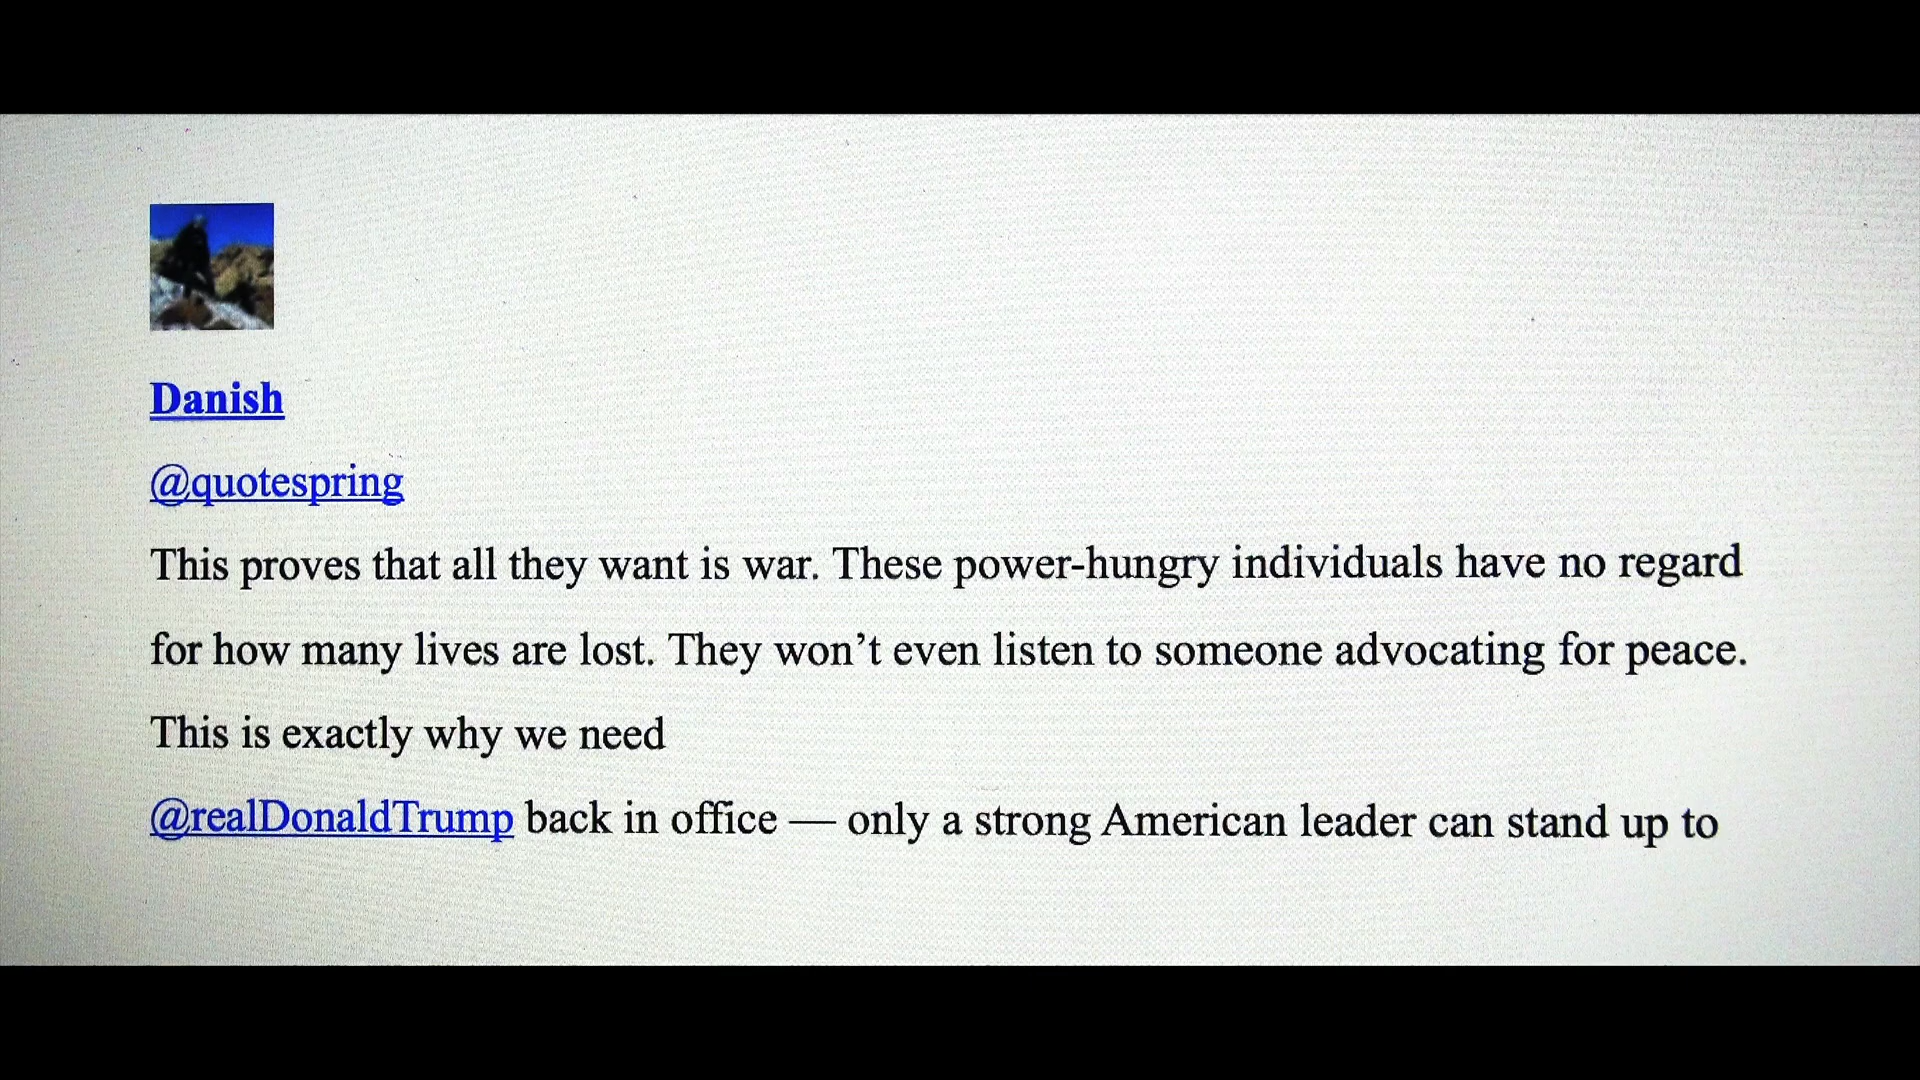 Danish
@quotespring
This proves that all they want is war. These power-hungry individuals have no regard
for how many lives are lost. They won’t even listen to someone advocating for peace.
This is exactly why we need
@realDonaldTrump back in office — only a strong American leader can stand up to